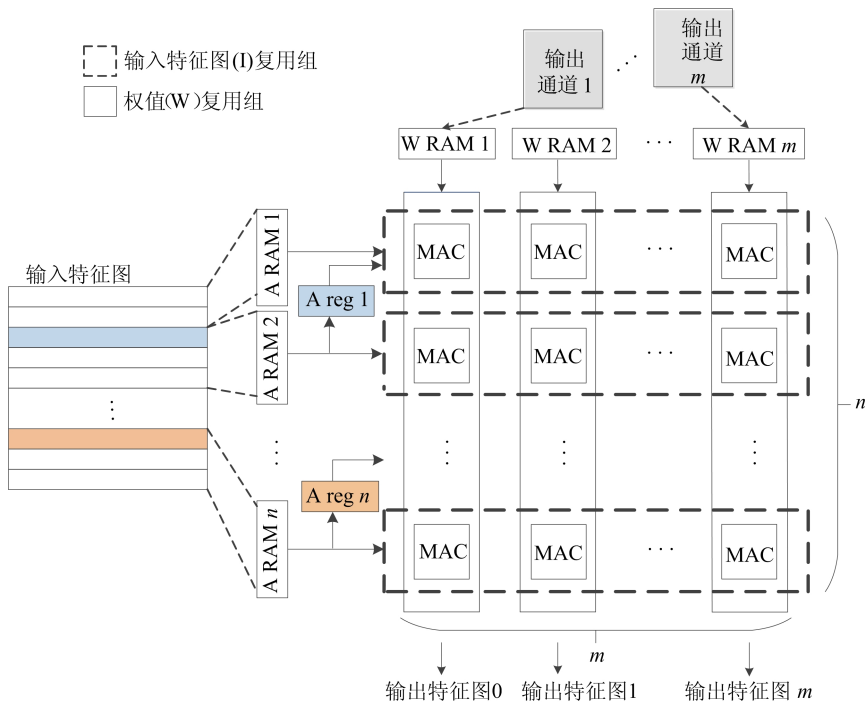 输入特征图(I)复用组
权值(W)复用组
输出
通道 1
⋰
输出
通道
m
W RAM 1
W RAM 2
···
W RAM m
输入特征图
⋮
A RAM 1
A RAM 2
⋮
A RAM n
A reg 1
A reg n
MAC
MAC
···
MAC
MAC
MAC
···
MAC
⋮
⋮
⋮
MAC
MAC
···
MAC
n
m
输出特征图0
输出特征图1
输出特征图 m